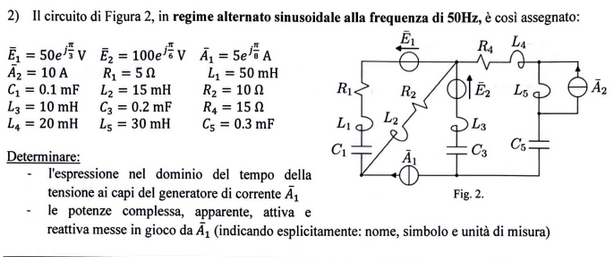 2) Il circuito di Figura 2, in regime alternato sinusoidale alla frequenza di 50Hz, è così assegnato:
Ē₁ = 50e^{jπ/3} V Ē₂ = 100e^{jπ/6} V Ā₁ = 5e^{jπ/6} A
Ā₂ = 10 A R₁ = 5 Ω L₁ = 50 mH
C₁ = 0.1 mF L₂ = 15 mH R₂ = 10 Ω
L₃ = 10 mH C₃ = 0.2 mF R₄ = 15 Ω
L₄ = 20 mH L₅ = 30 mH C₅ = 0.3 mF
Determinare:
- l'espressione nel dominio del tempo della
tensione ai capi del generatore di corrente Ā₁
- le potenze complessa, apparente, attiva e
reattiva messe in gioco da Ā₁ (indicando esplicitamente: nome, simbolo e unità di misura)
Ē₁
R₄ L₄
R₁ R₂ Ē₂ L₅ Ā₂
L₁ L₂ L₃
C₁ Ā₁ C₃ C₅
Fig. 2.